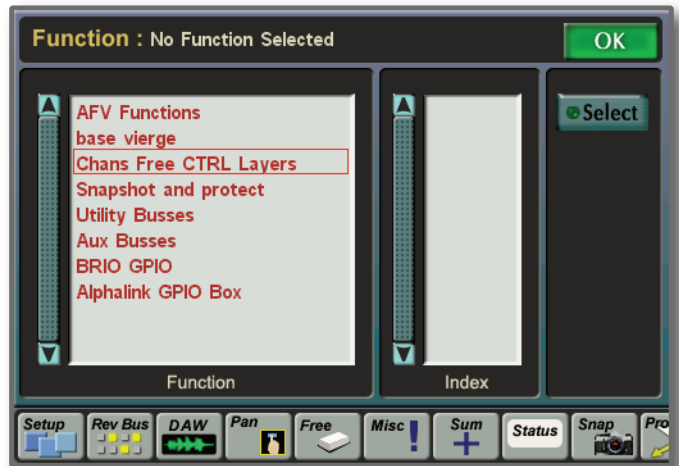 Function : No Function Selected
OK
AFV Functions
base vierge
Chans Free CTRL Layers
Snapshot and protect
Utility Busses
Aux Busses
BRIO GPIO
Alphalink GPIO Box
Function
Index
Select
Setup
Rev Bus
DAW
Pan
Free
Misc
Sum
Status
Snap
Pro